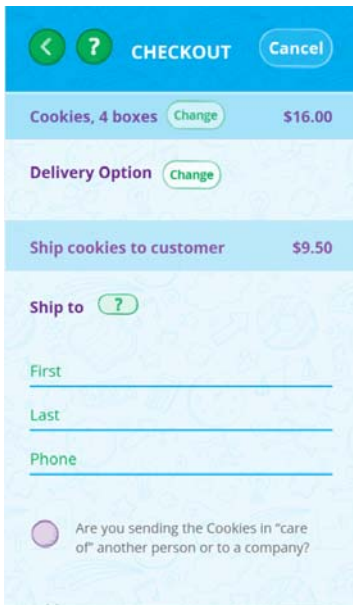 ? CHECKOUT Cancel
Cookies, 4 boxes Change $16.00
Delivery Option Change
Ship cookies to customer $9.50
Ship to ?
First
Last
Phone
Are you sending the Cookies in “care
of” another person or to a company?